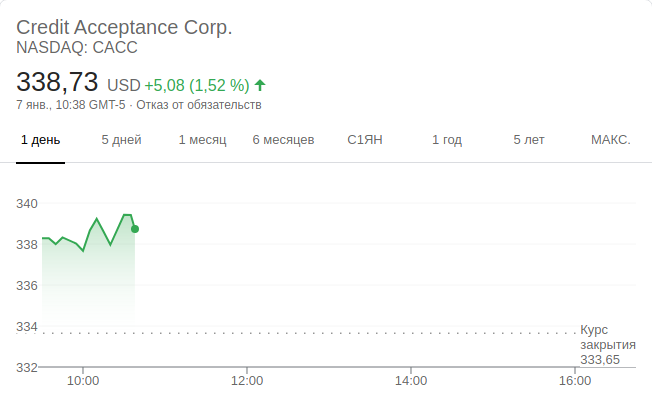 Credit Acceptance Corp.
NASDAQ: CACC
338,73 USD +5,08 (1,52 %)
7 янв., 10:38 GMT-5 · Отказ от обязательств
1 день 5 дней 1 месяц 6 месяцев С1ЯН 1 год 5 лет МАКС.
340
338
336
334
Курс
закрытия
333,65
332
10:00 12:00 14:00 16:00